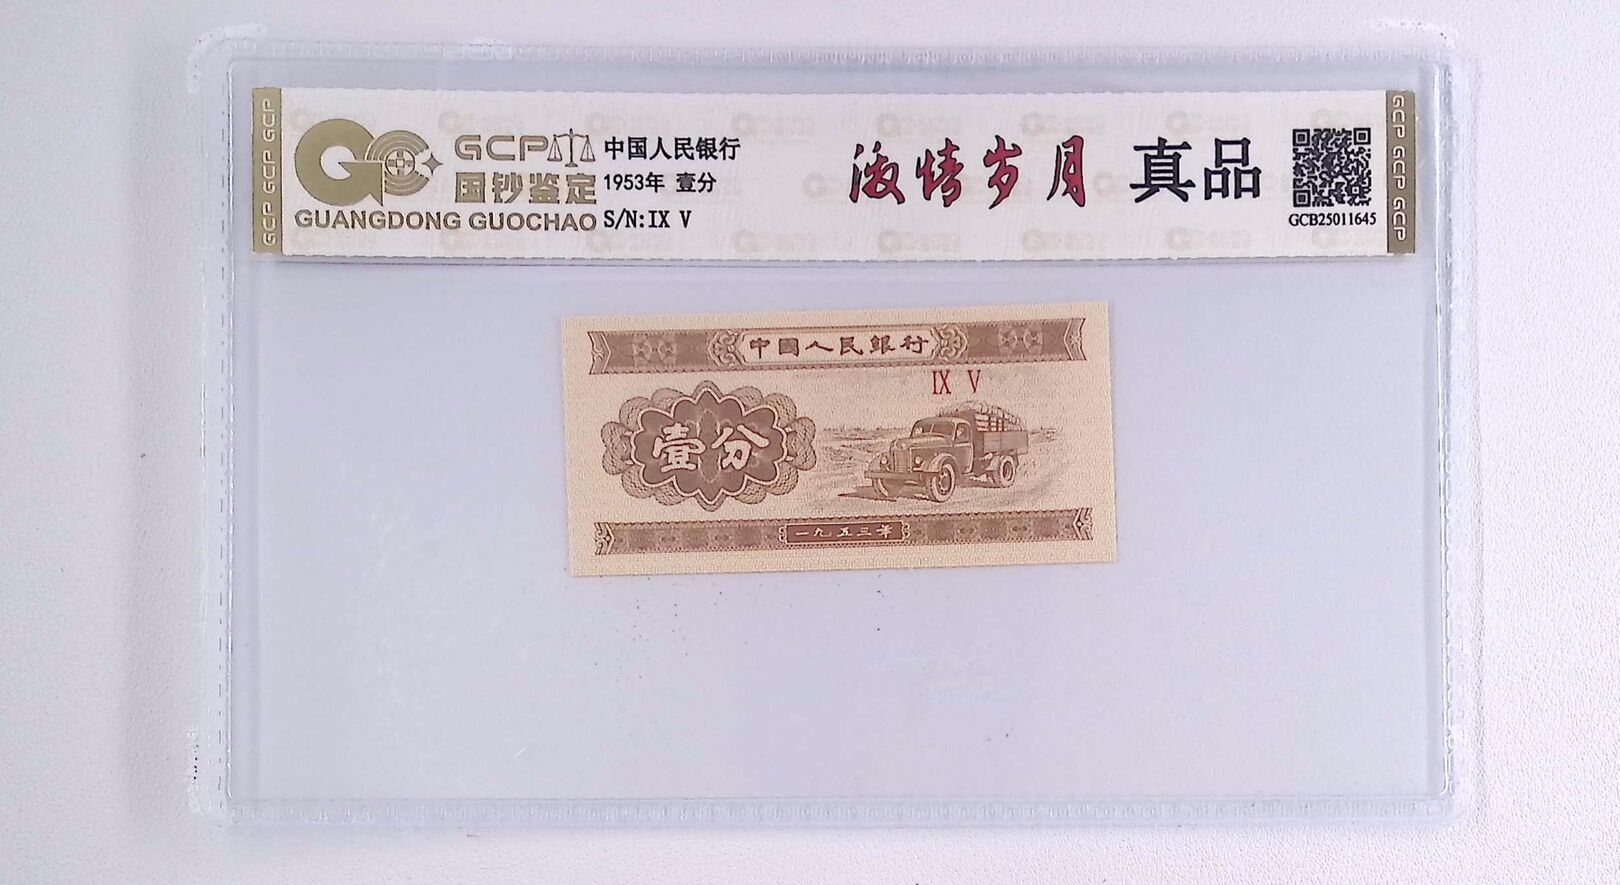 GCP
国钞鉴定
GUANGDONG GUOCHAO
中国人民银行
1953年 壹分
S/N:IX V
激情岁月 真品
GCB25011645
GCP GCP GCP
GCP GCP GCP
中國人民銀行
IX V
壹分
一九五三年